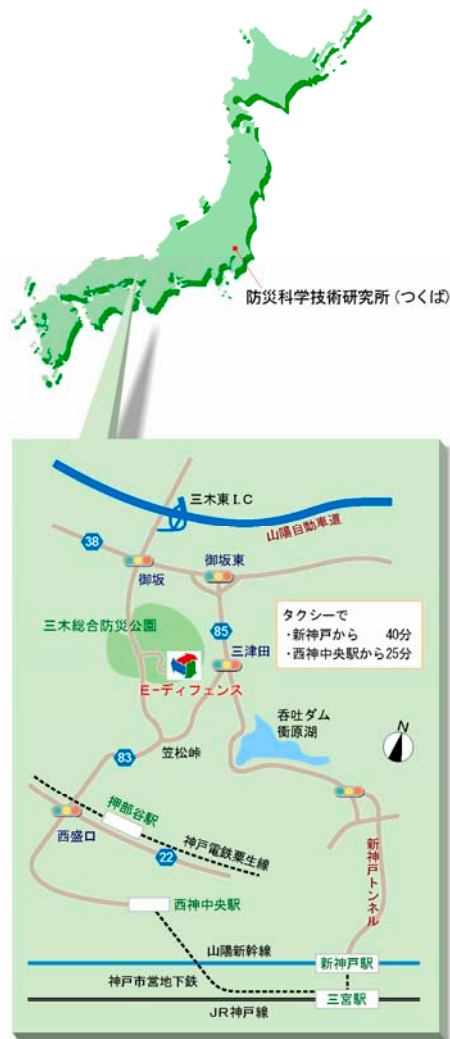 防災科学技術研究所(つくば)
三木東I.C
山陽自動車道
38
御坂東
御坂
三木総合防災公園
85
タクシーで
・新神戸から 40分
・西神中央駅から25分
三津田
E-ディフェンス
呑吐ダム
衝原湖
N
笠松峠
83
押部谷駅
西盛口
神戸電鉄粟生線
22
新神戸トンネル
西神中央駅
山陽新幹線
新神戸駅
神戸市営地下鉄
三宮駅
JR神戸線